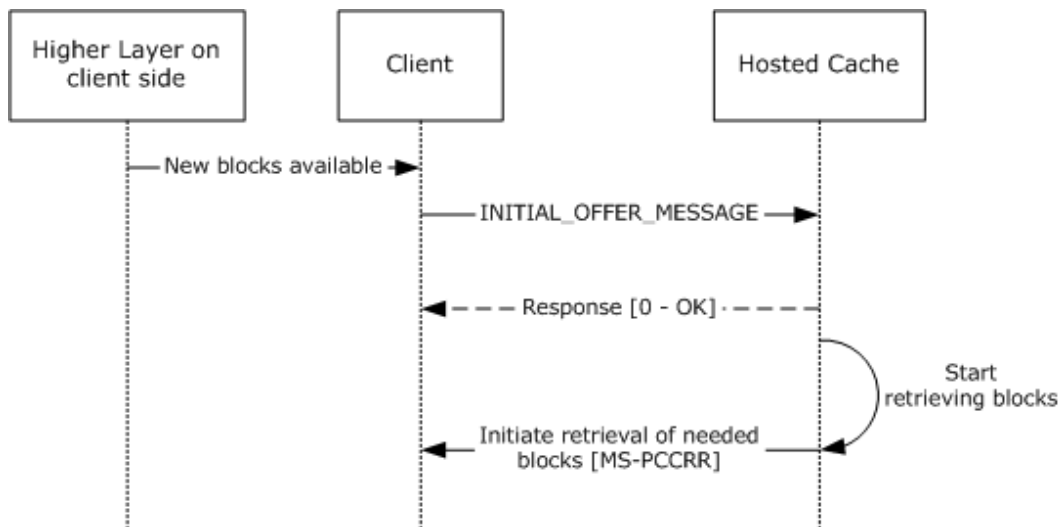 Higher Layer on
client side
Client
Hosted Cache
New blocks available
INITIAL_OFFER_MESSAGE
Response [0 - OK]
Start
retrieving blocks
Initiate retrieval of needed
blocks [MS-PCCRR]